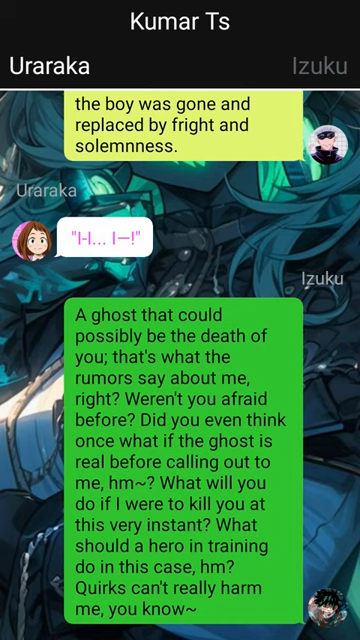 Kumar Ts
Uraraka
Izuku
the boy was gone and
replaced by fright and
solemnness.
Uraraka
"I-I... I—!"
Izuku
A ghost that could
possibly be the death of
you; that's what the
rumors say about me,
right? Weren't you afraid
before? Did you even think
once what if the ghost is
real before calling out to
me, hm~? What will you
do if I were to kill you at
this very instant? What
should a hero in training
do in this case, hm?
Quirks can't really harm
me, you know~